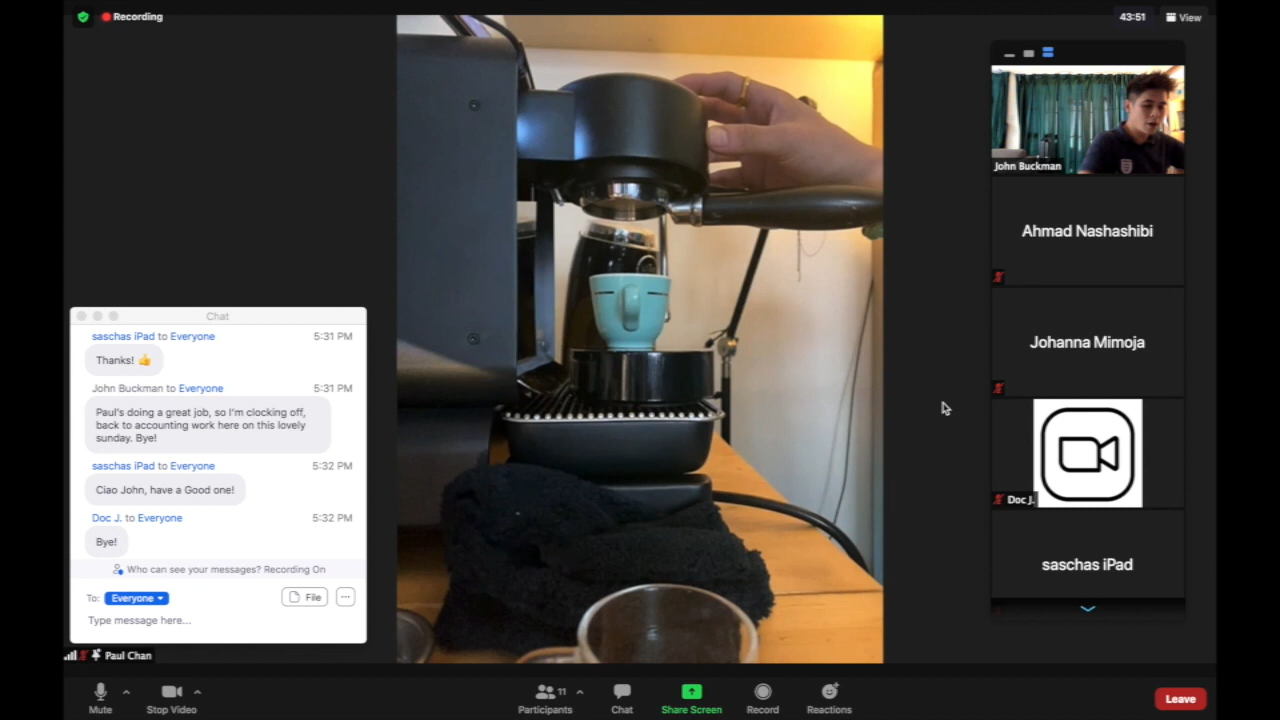 Recording
43:51
View
John Buckman
Ahmad Nashashibi
Johanna Mimoja
Doc J.
saschas iPad
Chat
saschas iPad to Everyone 5:31 PM
Thanks! 👍
John Buckman to Everyone 5:31 PM
Paul's doing a great job, so I'm clocking off,
back to accounting work here on this lovely
sunday. Bye!
saschas iPad to Everyone 5:32 PM
Ciao John, have a Good one!
Doc J. to Everyone 5:32 PM
Bye!
Who can see your messages? Recording On
To: Everyone
File
Type message here...
Paul Chan
Mute
Stop Video
Participants 11
Chat
Share Screen
Record
Reactions
Leave